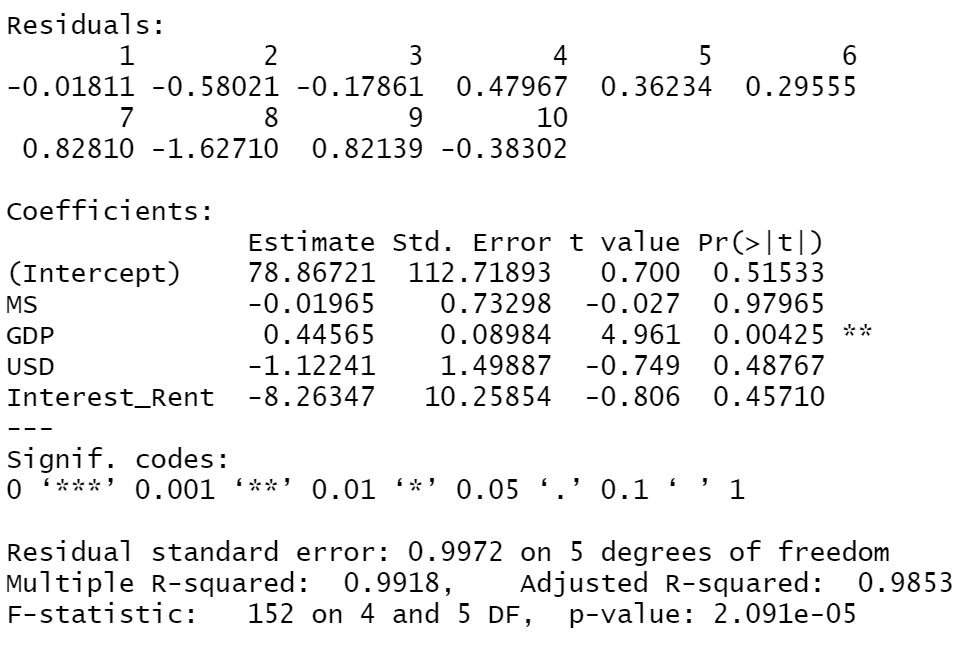 Residuals:
1 2 3 4 5 6
-0.01811 -0.58021 -0.17861 0.47967 0.36234 0.29555
7 8 9 10
0.82810 -1.62710 0.82139 -0.38302
Coefficients:
Estimate Std. Error t value Pr(>|t|)
(Intercept) 78.86721 112.71893 0.700 0.51533
MS -0.01965 0.73298 -0.027 0.97965
GDP 0.44565 0.08984 4.961 0.00425 **
USD -1.12241 1.49887 -0.749 0.48767
Interest_Rent -8.26347 10.25854 -0.806 0.45710
---
Signif. codes:
0 ‘***’ 0.001 ‘**’ 0.01 ‘*’ 0.05 ‘.’ 0.1 ‘ ’ 1
Residual standard error: 0.9972 on 5 degrees of freedom
Multiple R-squared: 0.9918, Adjusted R-squared: 0.9853
F-statistic: 152 on 4 and 5 DF, p-value: 2.091e-05